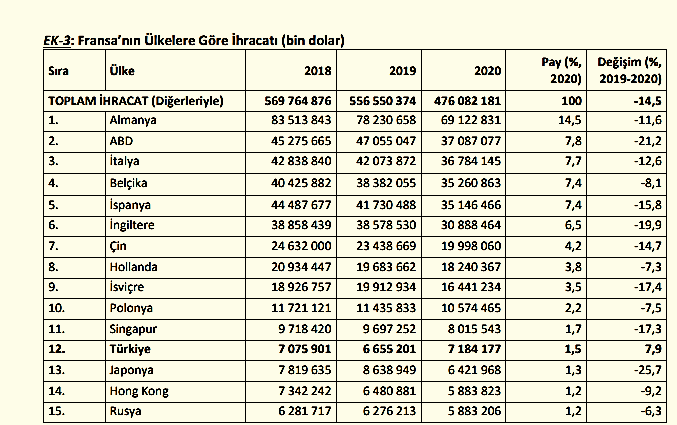 EK-3: Fransa’nın Ülkelere Göre İhracatı (bin dolar)
Sıra Ülke 2018 2019 2020 Pay (%, 2020) Değişim (%, 2019-2020)
TOPLAM İHRACAT (Diğerleriyle) 569 764 876 556 550 374 476 082 181 100 -14,5
1. Almanya 83 513 843 78 230 658 69 122 831 14,5 -11,6
2. ABD 45 275 665 47 055 047 37 087 077 7,8 -21,2
3. İtalya 42 838 840 42 073 872 36 784 145 7,7 -12,6
4. Belçika 40 425 882 38 382 055 35 260 863 7,4 -8,1
5. İspanya 44 487 677 41 730 488 35 146 466 7,4 -15,8
6. İngiltere 38 858 439 38 578 530 30 888 464 6,5 -19,9
7. Çin 24 632 000 23 438 669 19 998 060 4,2 -14,7
8. Hollanda 20 934 447 19 683 662 18 240 367 3,8 -7,3
9. İsviçre 18 926 757 19 912 934 16 441 234 3,5 -17,4
10. Polonya 11 721 121 11 435 833 10 574 465 2,2 -7,5
11. Singapur 9 718 420 9 697 252 8 015 543 1,7 -17,3
12. Türkiye 7 075 901 6 655 201 7 184 177 1,5 7,9
13. Japonya 7 819 635 8 638 949 6 421 968 1,3 -25,7
14. Hong Kong 7 342 242 6 480 881 5 883 823 1,2 -9,2
15. Rusya 6 281 717 6 276 213 5 883 206 1,2 -6,3